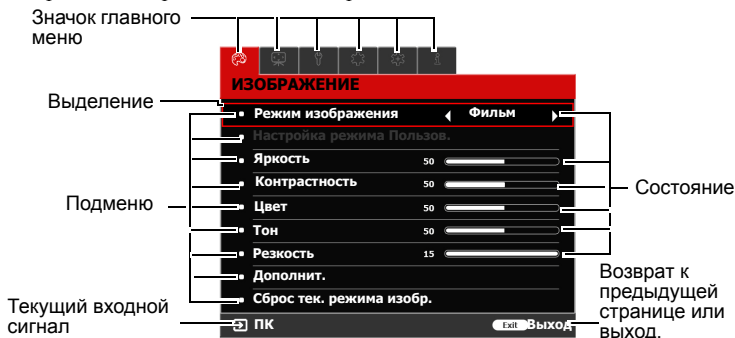 Значок главного
меню
ИЗОБРАЖЕНИЕ
Выделение
Режим изображения Фильм
Настройка режима Пользов.
Яркость 50
Контрастность 50
Состояние
Подменю
Цвет 50
Тон 50
Резкость 15
Дополнит.
Сброс тек. режима изобр.
Возврат к
предыдущей
странице или
выход.
Текущий входной
сигнал
ПК
Exit Выход